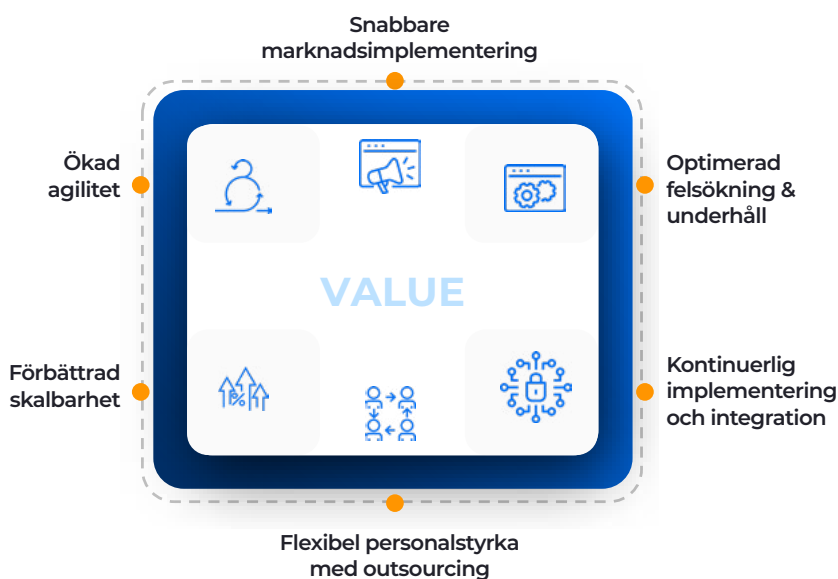 Snabbare
marknadsimplementering
Ökad
agilitet
Optimerad
felsökning &
underhåll
VALUE
Förbättrad
skalbarhet
%
Kontinuerlig
implementering
och integration
Flexibel personalstyrka
med outsourcing